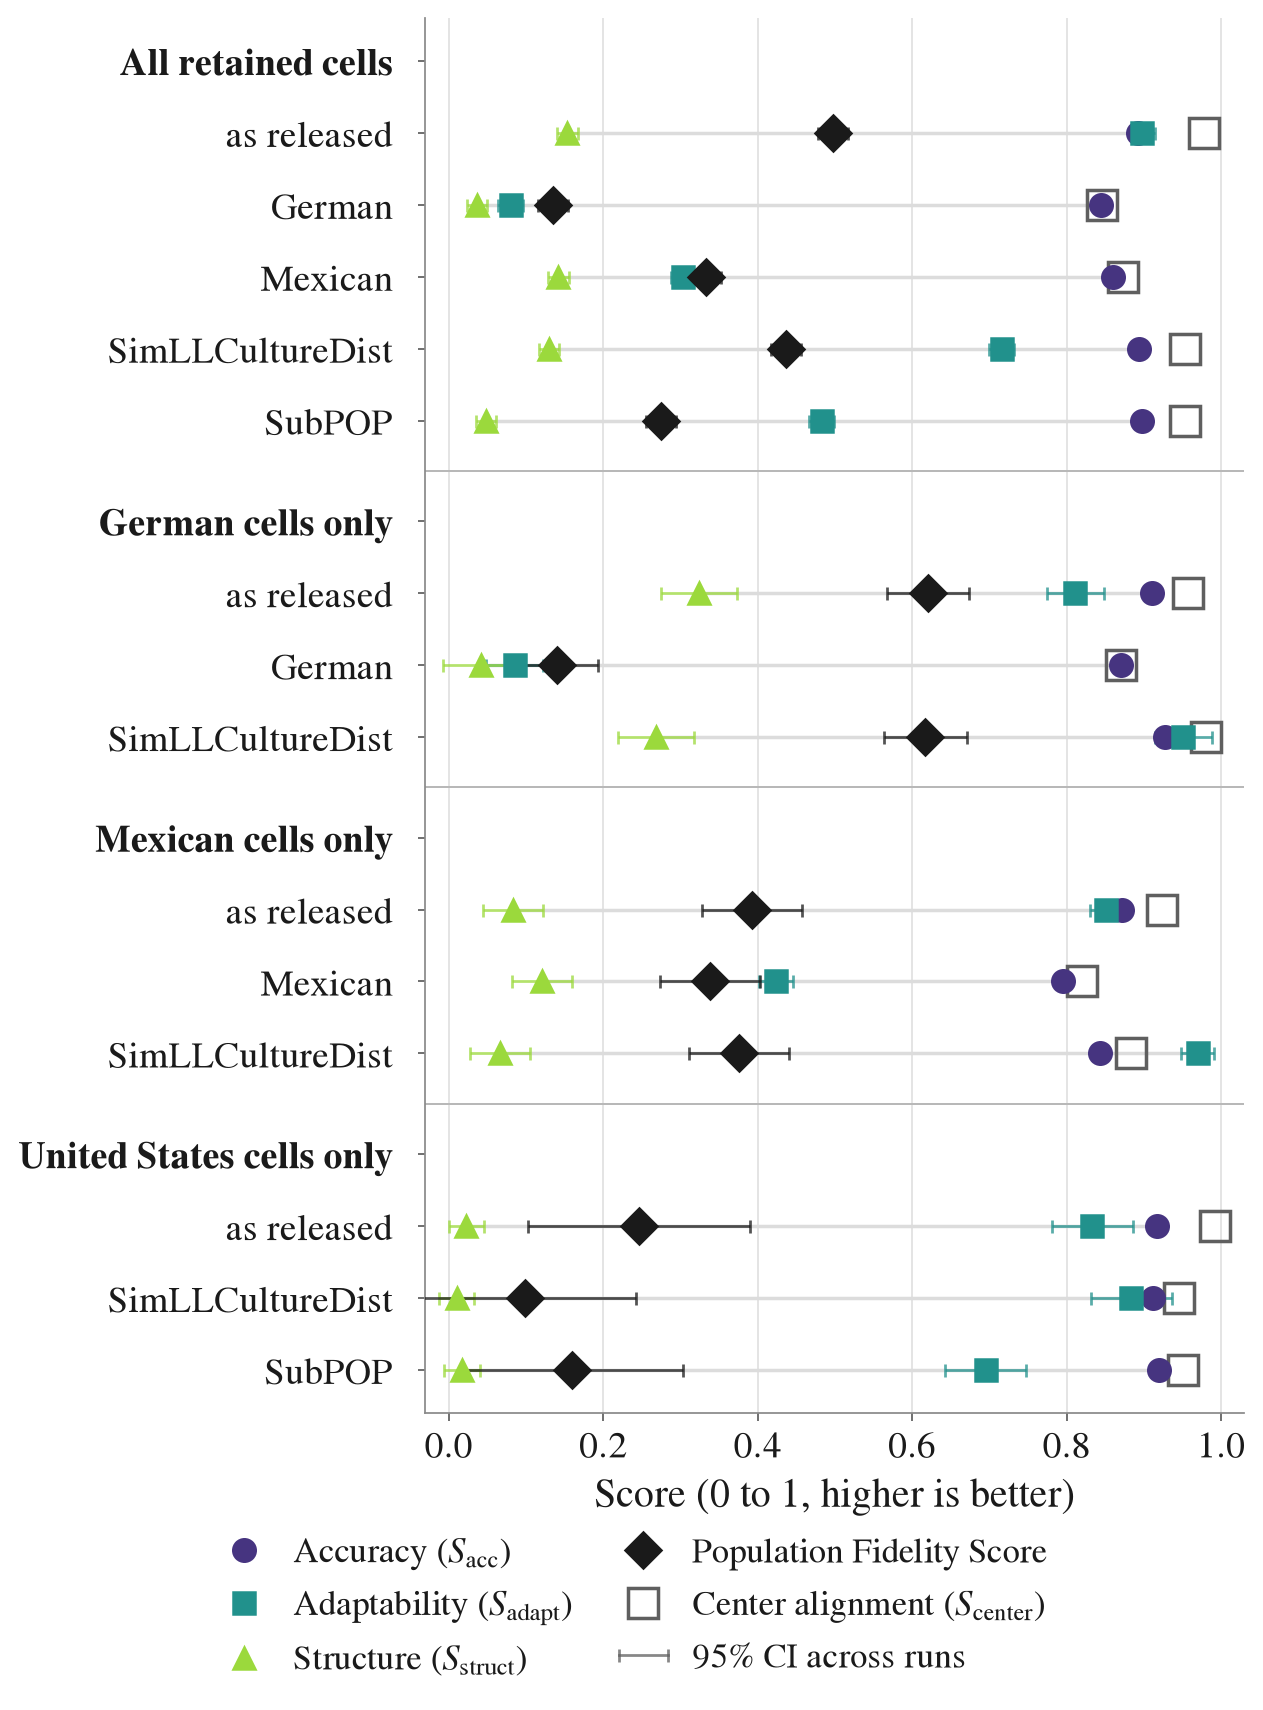 All retained cells
as released
German
Mexican
SimLLCultureDist
SubPOP
German cells only
as released
German
SimLLCultureDist
Mexican cells only
as released
Mexican
SimLLCultureDist
United States cells only
as released
SimLLCultureDist
SubPOP
0.0 0.2 0.4 0.6 0.8 1.0
Score (0 to 1, higher is better)
Accuracy (Sacc)
Adaptability (Sadapt)
Structure (Sstruct)
Population Fidelity Score
Center alignment (Scenter)
95% CI across runs